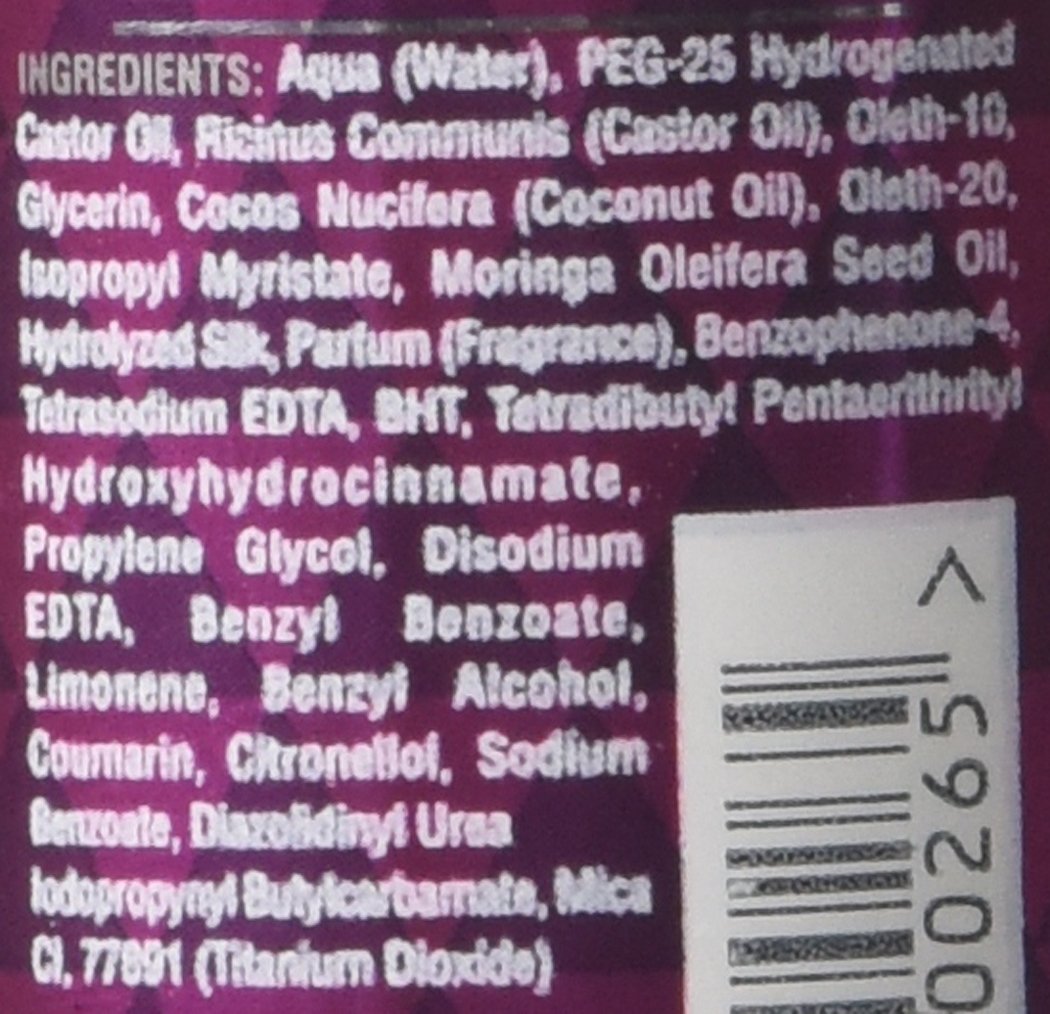 INGREDIENTS: Aqua (Water), PEG-25 Hydrogenated
Castor Oil, Ricinus Communis (Castor Oil), Oleth-10,
Glycerin, Cocos Nucifera (Coconut Oil), Oleth-20,
Isopropyl Myristate, Moringa Oleifera Seed Oil,
Hydrolyzed Silk, Parfum (Fragrance), Benzophenone-4,
Tetrasodium EDTA, BHT, Tetradibutyl Pentaerithrityl
Hydroxyhydrocinnamate,
Propylene Glycol, Disodium
EDTA, Benzyl Benzoate,
Limonene, Benzyl Alcohol,
Coumarin, Citronellol, Sodium
Benzoate, Diazolidinyl Urea
Iodopropynyl Butylcarbamate, Mica
CI, 77891 (Titanium Dioxide)
00265 >